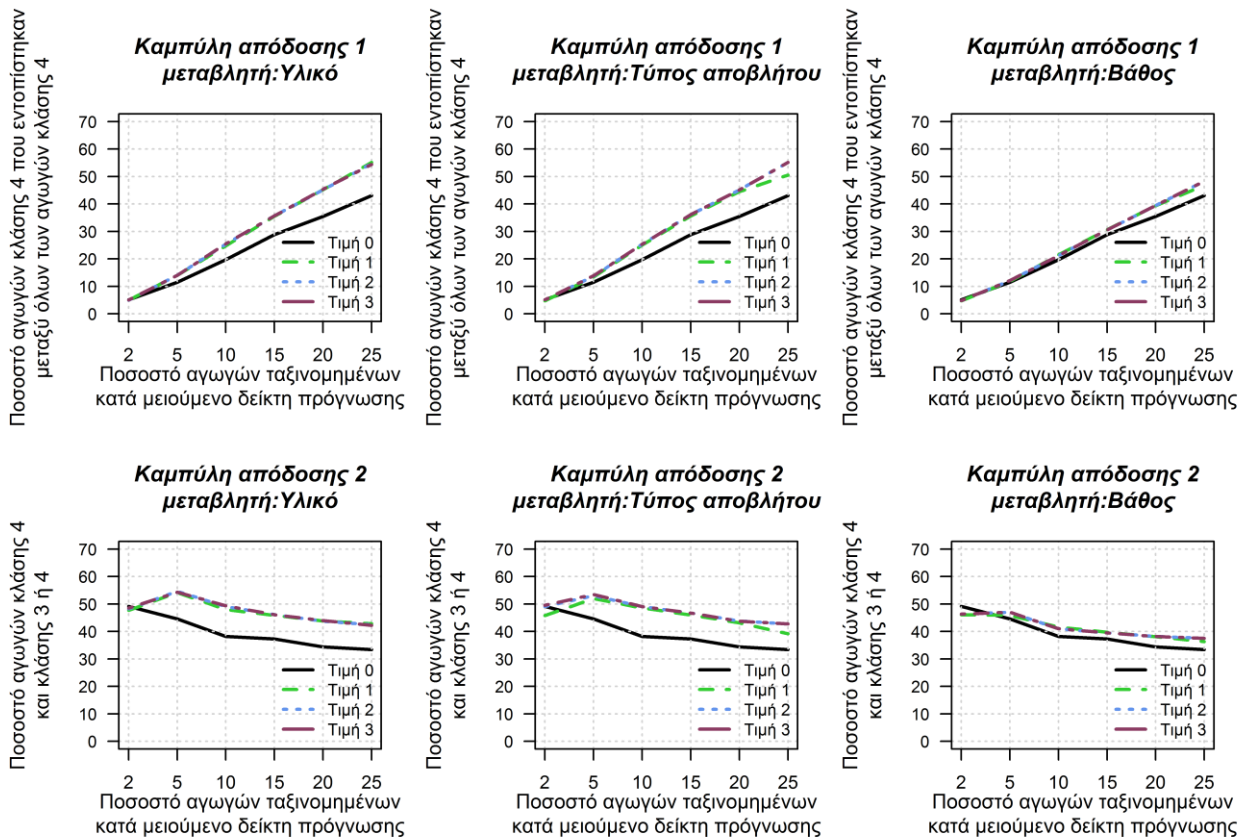 Καμπύλη απόδοσης 1
μεταβλητή:Υλικό
Ποσοστό αγωγών κλάσης 4 που εντοπίστηκαν
μεταξύ όλων των αγωγών κλάσης 4
70
60
50
40
30
20
10
0
Τιμή 0
Τιμή 1
Τιμή 2
Τιμή 3
2 5 10 15 20 25
Ποσοστό αγωγών ταξινομημένων
κατά μειούμενο δείκτη πρόγνωσης
Καμπύλη απόδοσης 1
μεταβλητή:Τύπος αποβλήτου
Ποσοστό αγωγών κλάσης 4 που εντοπίστηκαν
μεταξύ όλων των αγωγών κλάσης 4
70
60
50
40
30
20
10
0
Τιμή 0
Τιμή 1
Τιμή 2
Τιμή 3
2 5 10 15 20 25
Ποσοστό αγωγών ταξινομημένων
κατά μειούμενο δείκτη πρόγνωσης
Καμπύλη απόδοσης 1
μεταβλητή:Βάθος
Ποσοστό αγωγών κλάσης 4 που εντοπίστηκαν
μεταξύ όλων των αγωγών κλάσης 4
70
60
50
40
30
20
10
0
Τιμή 0
Τιμή 1
Τιμή 2
Τιμή 3
2 5 10 15 20 25
Ποσοστό αγωγών ταξινομημένων
κατά μειούμενο δείκτη πρόγνωσης
Καμπύλη απόδοσης 2
μεταβλητή:Υλικό
Ποσοστό αγωγών κλάσης 4
και κλάσης 3 ή 4
70
60
50
40
30
20
10
0
Τιμή 0
Τιμή 1
Τιμή 2
Τιμή 3
2 5 10 15 20 25
Ποσοστό αγωγών ταξινομημένων
κατά μειούμενο δείκτη πρόγνωσης
Καμπύλη απόδοσης 2
μεταβλητή:Τύπος αποβλήτου
Ποσοστό αγωγών κλάσης 4
και κλάσης 3 ή 4
70
60
50
40
30
20
10
0
Τιμή 0
Τιμή 1
Τιμή 2
Τιμή 3
2 5 10 15 20 25
Ποσοστό αγωγών ταξινομημένων
κατά μειούμενο δείκτη πρόγνωσης
Καμπύλη απόδοσης 2
μεταβλητή:Βάθος
Ποσοστό αγωγών κλάσης 4
και κλάσης 3 ή 4
70
60
50
40
30
20
10
0
Τιμή 0
Τιμή 1
Τιμή 2
Τιμή 3
2 5 10 15 20 25
Ποσοστό αγωγών ταξινομημένων
κατά μειούμενο δείκτη πρόγνωσης